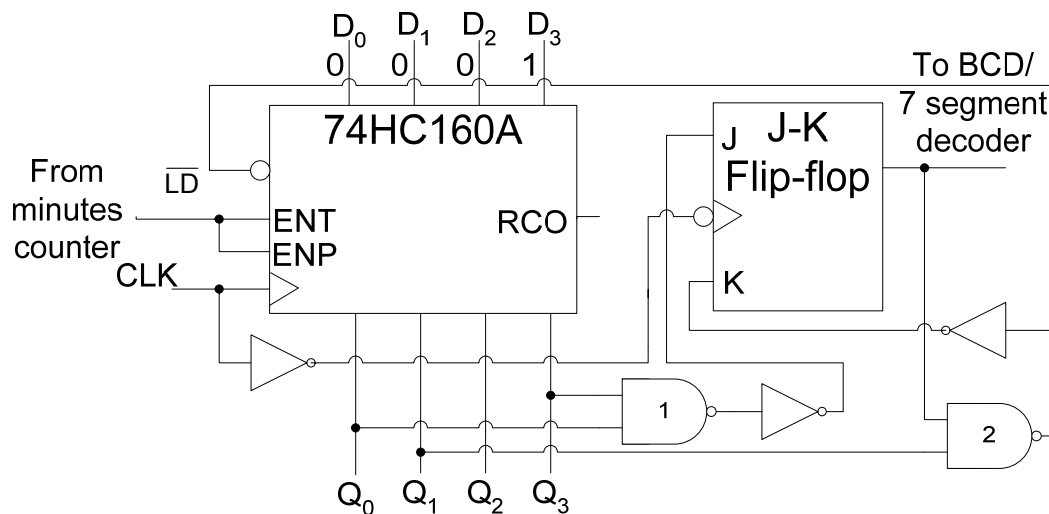 D0 D1 D2 D3
0 0 0 1
To BCD/
7 segment
decoder
74HC160A
J-K
Flip-flop
J
K
From
minutes
counter
LD
ENT
ENP
RCO
CLK
1
2
Q0 Q1 Q2 Q3